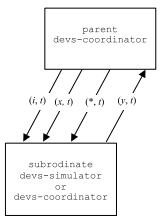 parent
devs-coordinator
(i, t) (x, t) (*, t) (y, t)
subrodinate
devs-simulator
or
devs-coordinator